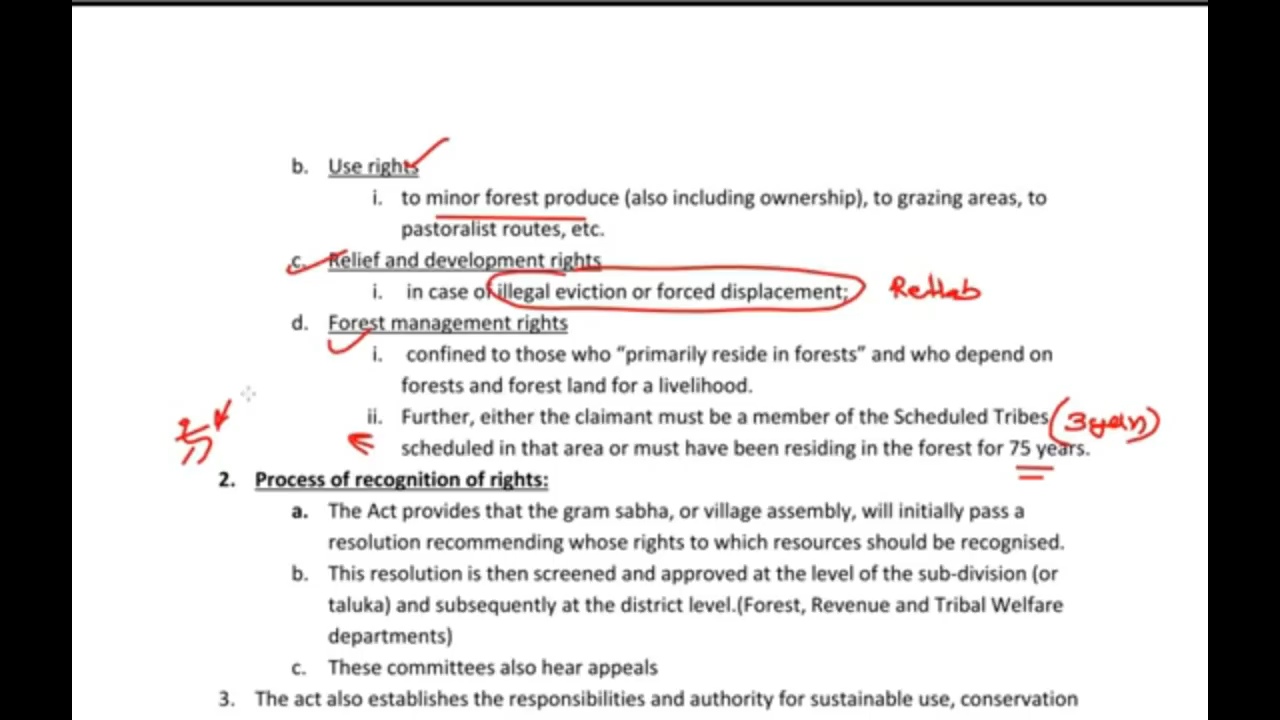 b. Use rights
i. to minor forest produce (also including ownership), to grazing areas, to
pastoralist routes, etc.
c. Relief and development rights
i. in case of illegal eviction or forced displacement; Rehab
d. Forest management rights
i. confined to those who “primarily reside in forests” and who depend on
forests and forest land for a livelihood.
ii. Further, either the claimant must be a member of the Scheduled Tribes (3 years)
scheduled in that area or must have been residing in the forest for 75 years.
2. Process of recognition of rights:
a. The Act provides that the gram sabha, or village assembly, will initially pass a
resolution recommending whose rights to which resources should be recognised.
b. This resolution is then screened and approved at the level of the sub-division (or
taluka) and subsequently at the district level.(Forest, Revenue and Tribal Welfare
departments)
c. These committees also hear appeals
3. The act also establishes the responsibilities and authority for sustainable use, conservation